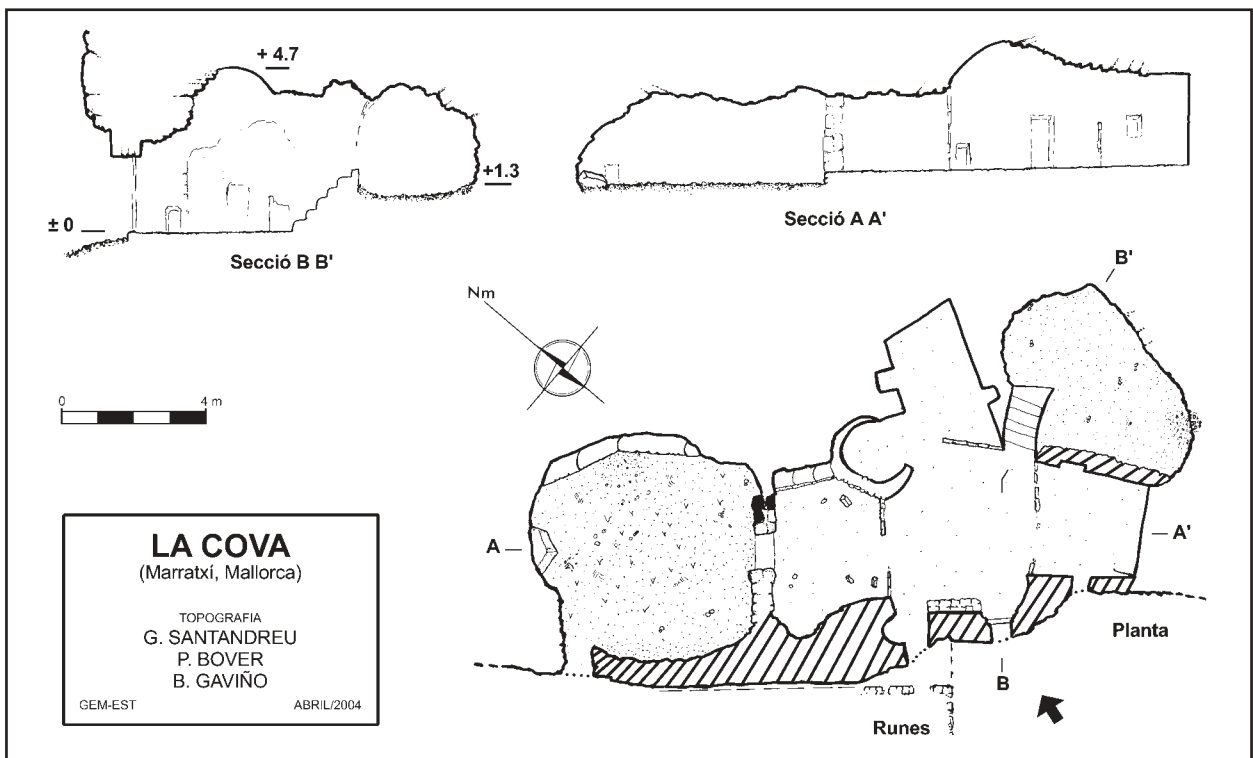 + 4.7
+1.3
± 0
Secció B B'
Secció A A'
Nm
0 4 m
B'
A
A'
LA COVA
(Marratxí, Mallorca)
TOPOGRAFIA
G. SANTANDREU
P. BOVER
B. GAVIÑO
GEM-EST ABRIL/2004
Planta
B
Runes